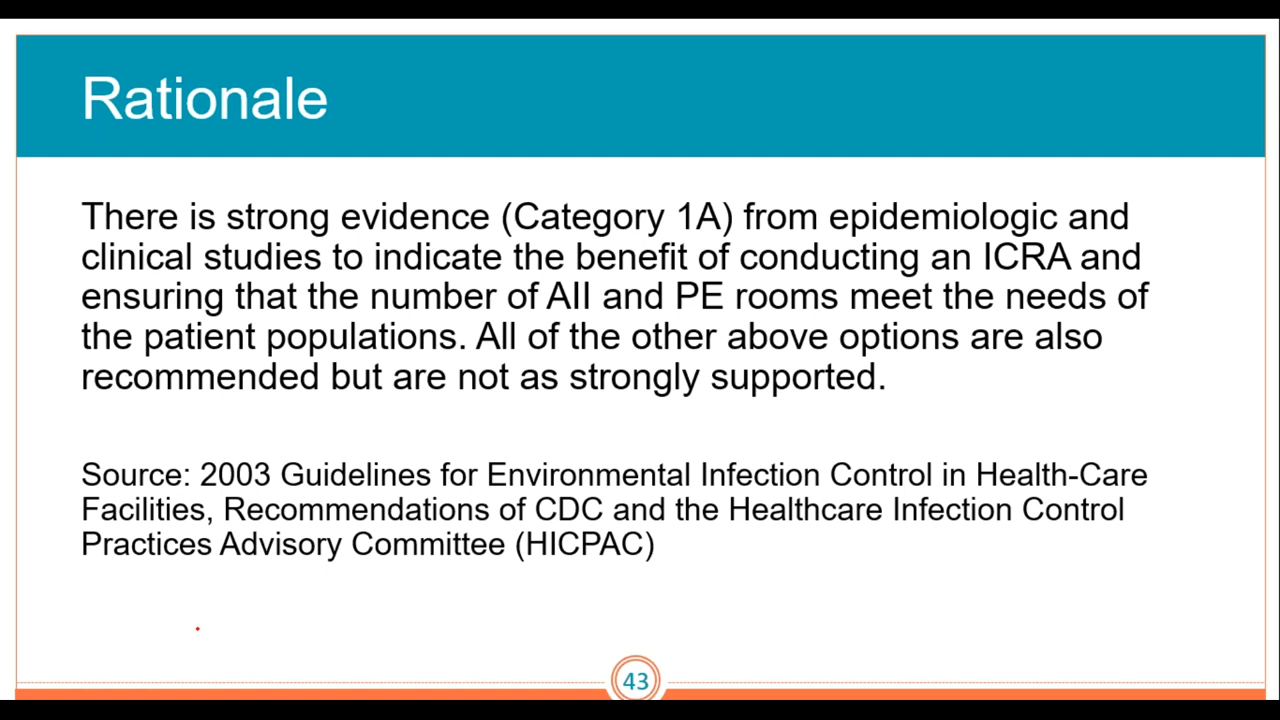 Rationale
There is strong evidence (Category 1A) from epidemiologic and
clinical studies to indicate the benefit of conducting an ICRA and
ensuring that the number of AII and PE rooms meet the needs of
the patient populations. All of the other above options are also
recommended but are not as strongly supported.
Source: 2003 Guidelines for Environmental Infection Control in Health-Care
Facilities, Recommendations of CDC and the Healthcare Infection Control
Practices Advisory Committee (HICPAC)
43